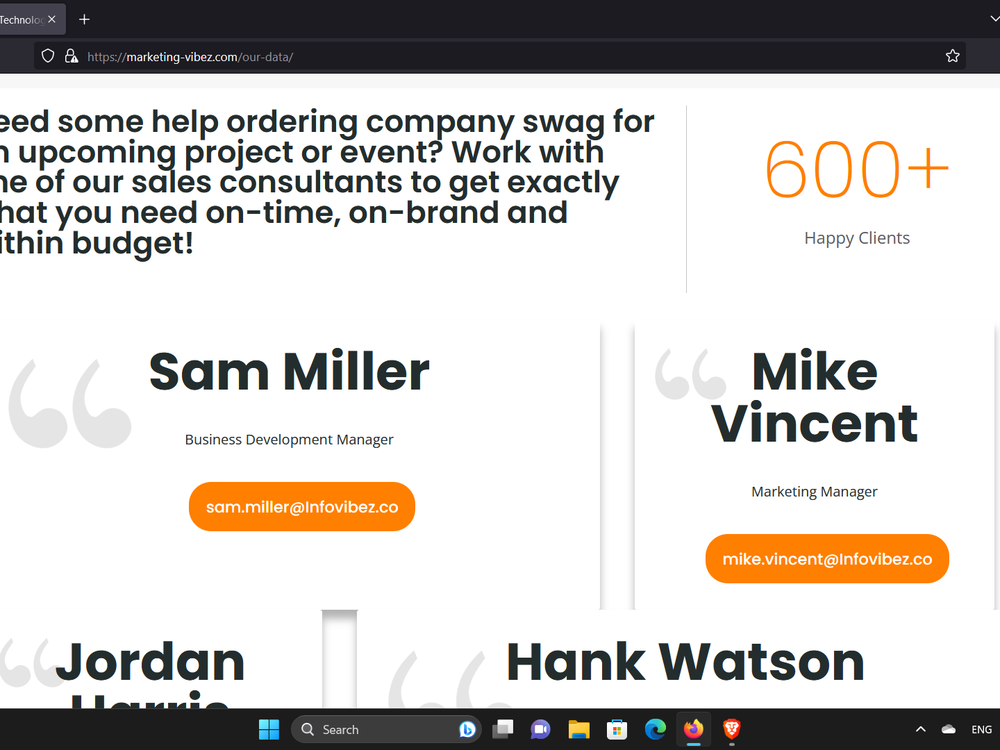 Technolog
https://marketing-vibez.com/our-data/
eed some help ordering company swag for
n upcoming project or event? Work with
ne of our sales consultants to get exactly
hat you need on-time, on-brand and
ithin budget!
600+
Happy Clients
Sam Miller
Business Development Manager
sam.miller@Infovibez.co
Mike
Vincent
Marketing Manager
mike.vincent@Infovibez.co
Jordan
Harris
Hank Watson
Search
ENG